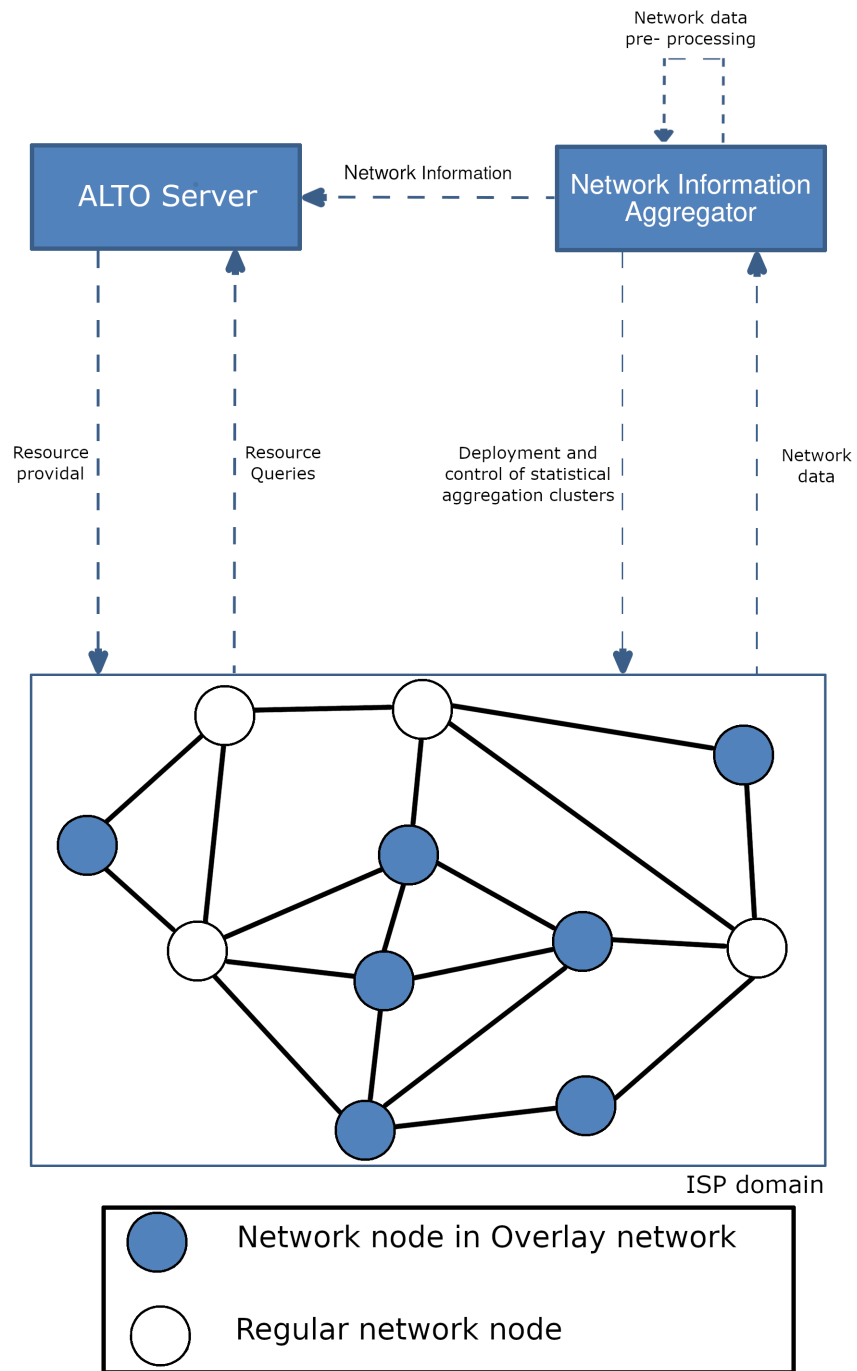 Network data
pre- processing
ALTO Server
Network Information
Network Information
Aggregator
Resource
providal
Resource
Queries
Deployment and
control of statistical
aggregation clusters
Network
data
ISP domain
Network node in Overlay network
Regular network node